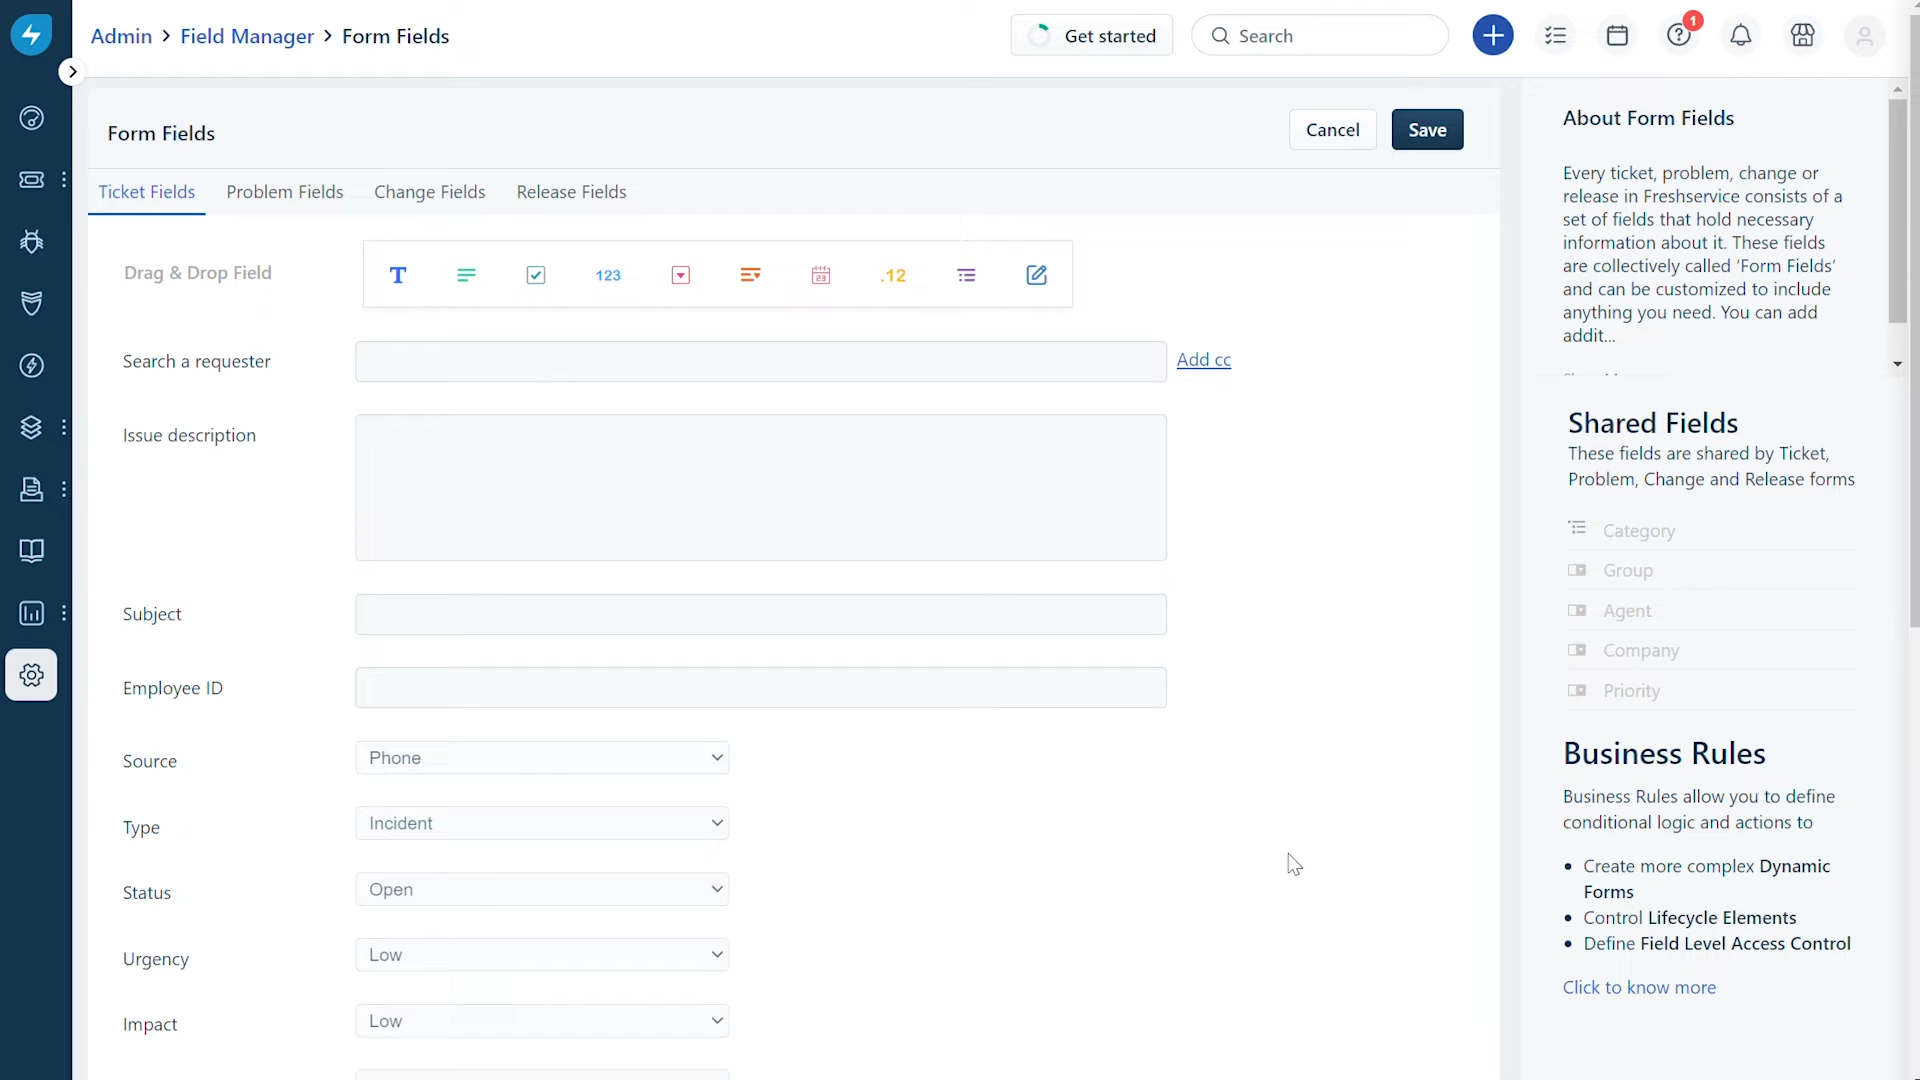 Admin > Field Manager > Form Fields
Get started
Search
1
Form Fields
Cancel
Save
Ticket Fields
Problem Fields
Change Fields
Release Fields
Drag & Drop Field
T
123
23
.12
Search a requester
Add cc
Issue description
Subject
Employee ID
Source
Phone
Type
Incident
Status
Open
Urgency
Low
Impact
Low
About Form Fields
Every ticket, problem, change or
release in Freshservice consists of a
set of fields that hold necessary
information about it. These fields
are collectively called ‘Form Fields’
and can be customized to include
anything you need. You can add
addit...
Shared Fields
These fields are shared by Ticket,
Problem, Change and Release forms
Category
Group
Agent
Company
Priority
Business Rules
Business Rules allow you to define
conditional logic and actions to
• Create more complex Dynamic
Forms
• Control Lifecycle Elements
• Define Field Level Access Control
Click to know more